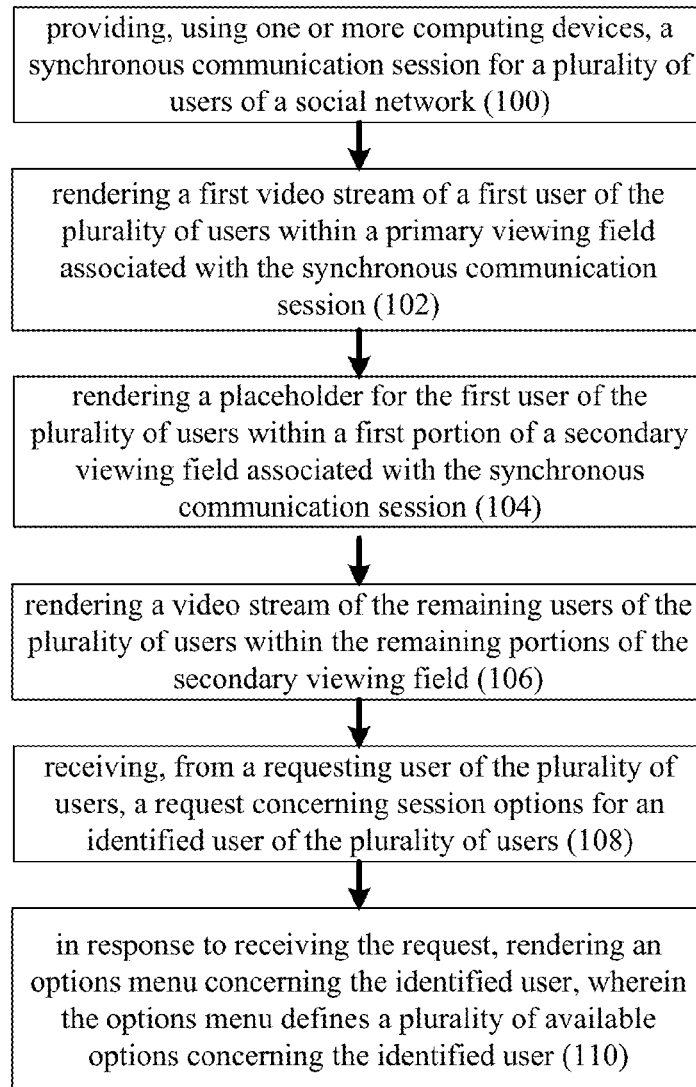 providing, using one or more computing devices, a
synchronous communication session for a plurality of
users of a social network (100)
rendering a first video stream of a first user of the
plurality of users within a primary viewing field
associated with the synchronous communication
session (102)
rendering a placeholder for the first user of the
plurality of users within a first portion of a secondary
viewing field associated with the synchronous
communication session (104)
rendering a video stream of the remaining users of the
plurality of users within the remaining portions of the
secondary viewing field (106)
receiving, from a requesting user of the plurality of
users, a request concerning session options for an
identified user of the plurality of users (108)
in response to receiving the request, rendering an
options menu concerning the identified user, wherein
the options menu defines a plurality of available
options concerning the identified user (110)